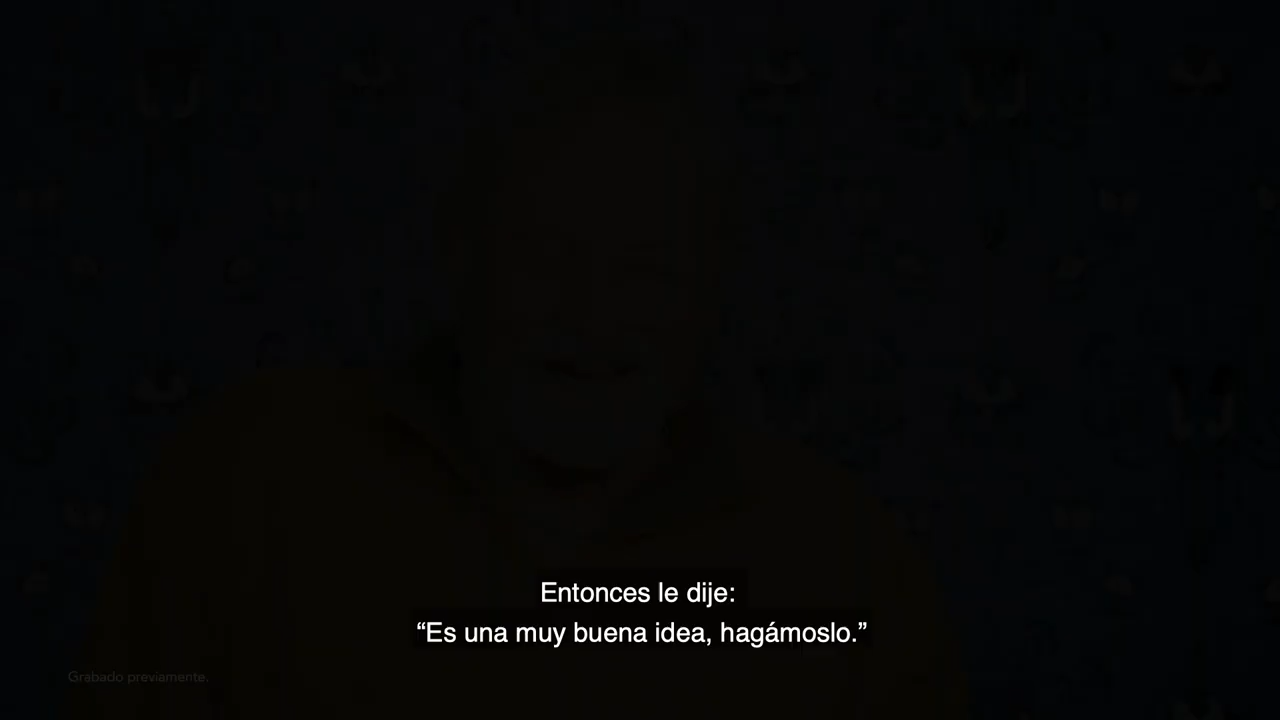 Entonces le dije:
“Es una muy buena idea, hagámoslo.”
Grabado previamente.